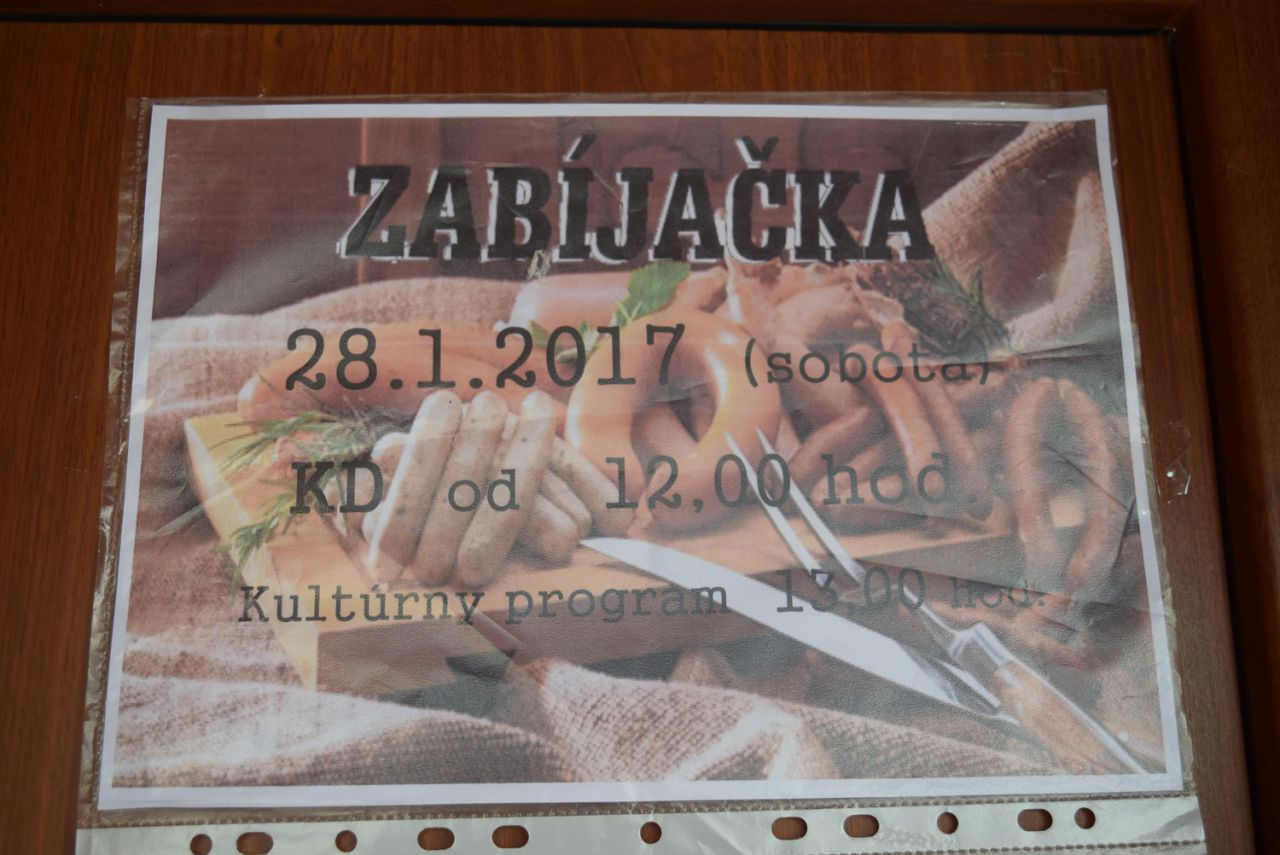 ZABÍJAČKA
28.1.2017 (sobota)
KD od 12,00 hod.
Kultúrny program 13,00 hod.